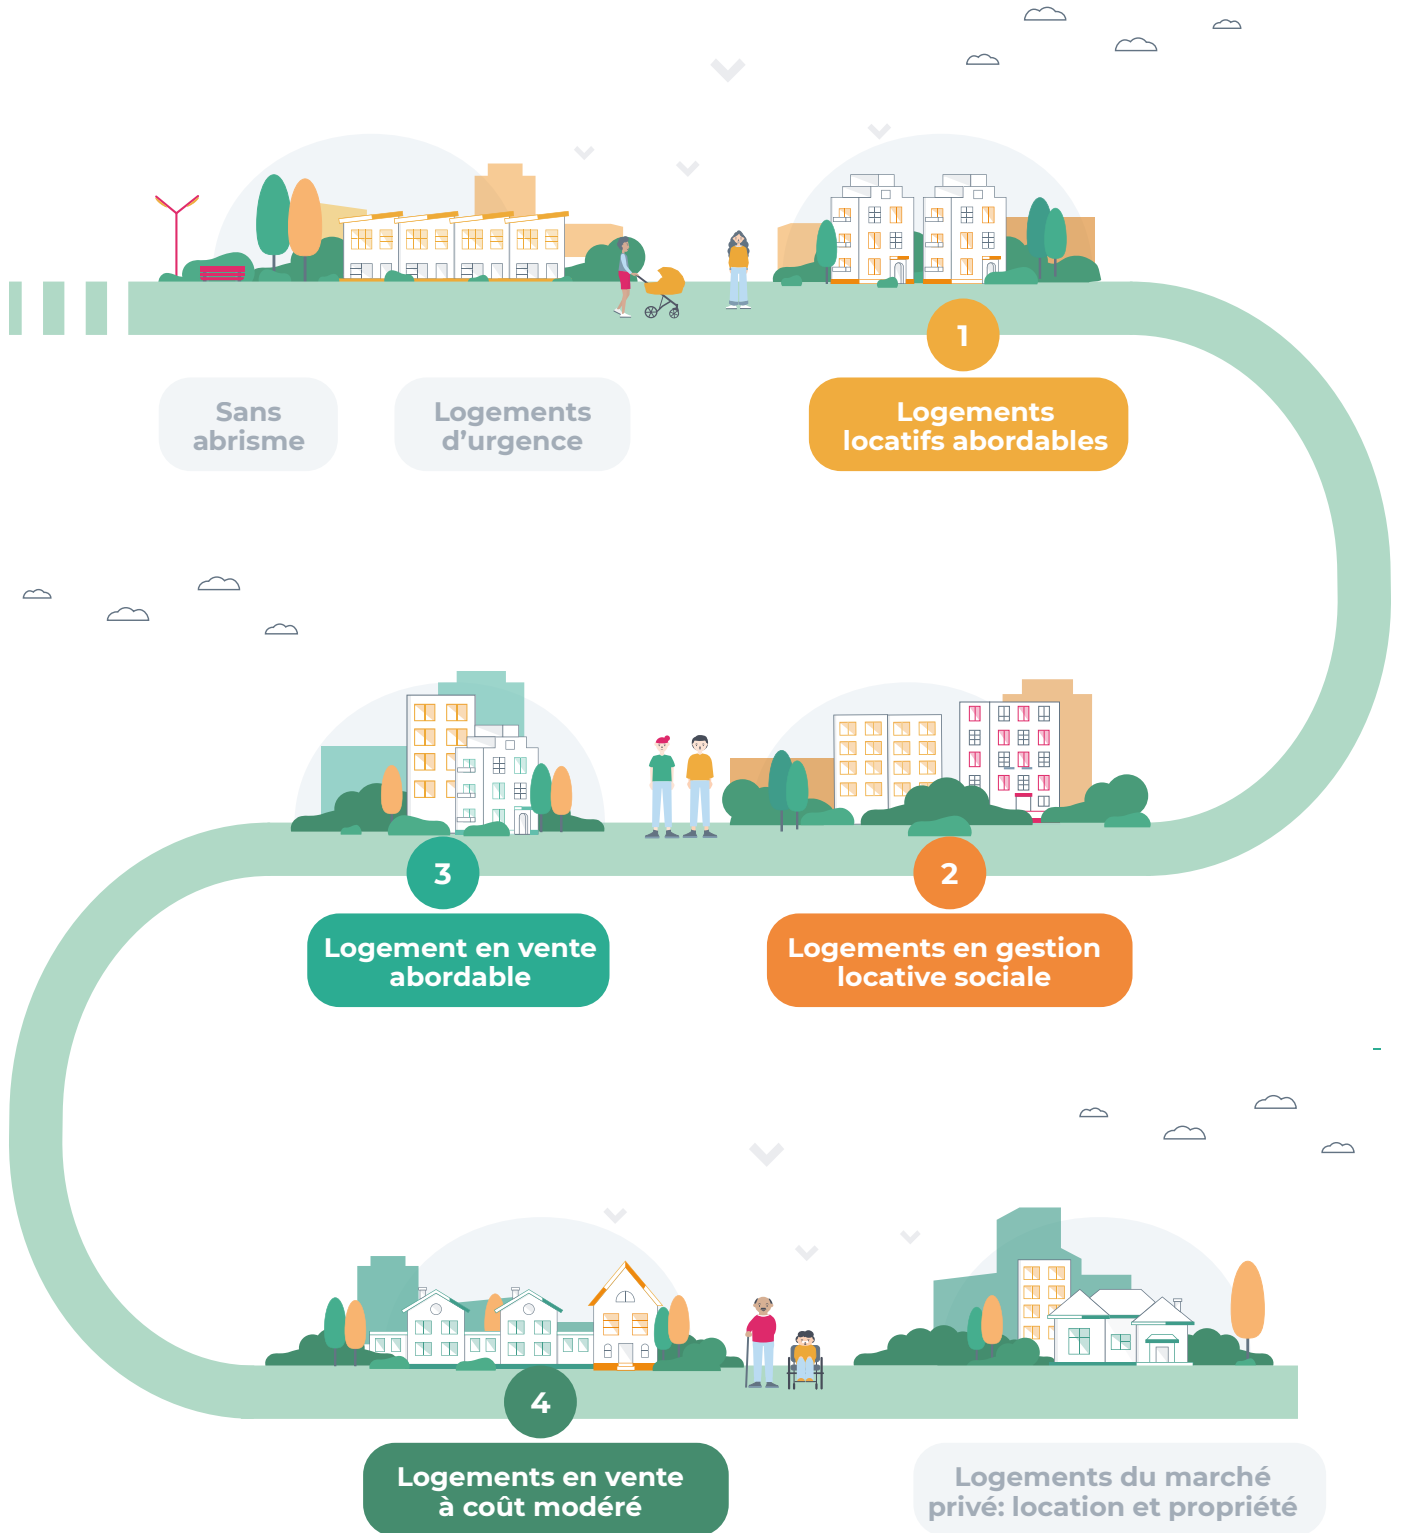 1
Sans
abrisme
Logements
d'urgence
Logements
locatifs abordables
3
2
Logement en vente
abordable
Logements en gestion
locative sociale
4
Logements en vente
à coût modéré
Logements du marché
privé: location et propriété